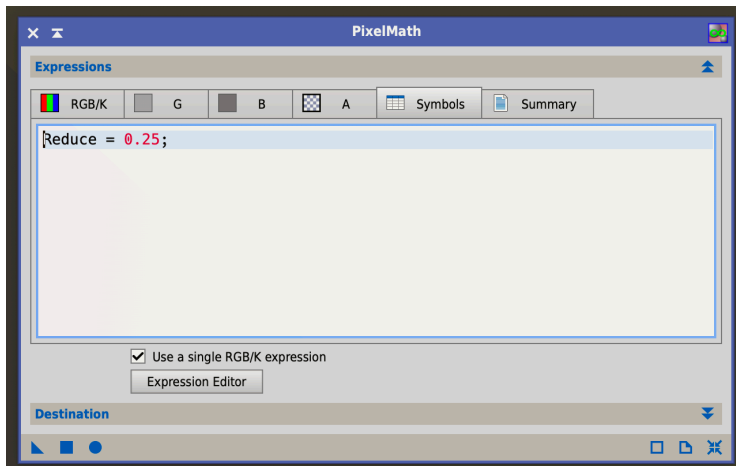 PixelMath
Expressions
RGB/K G B A Symbols Summary
Reduce = 0.25;
Use a single RGB/K expression
Expression Editor
Destination